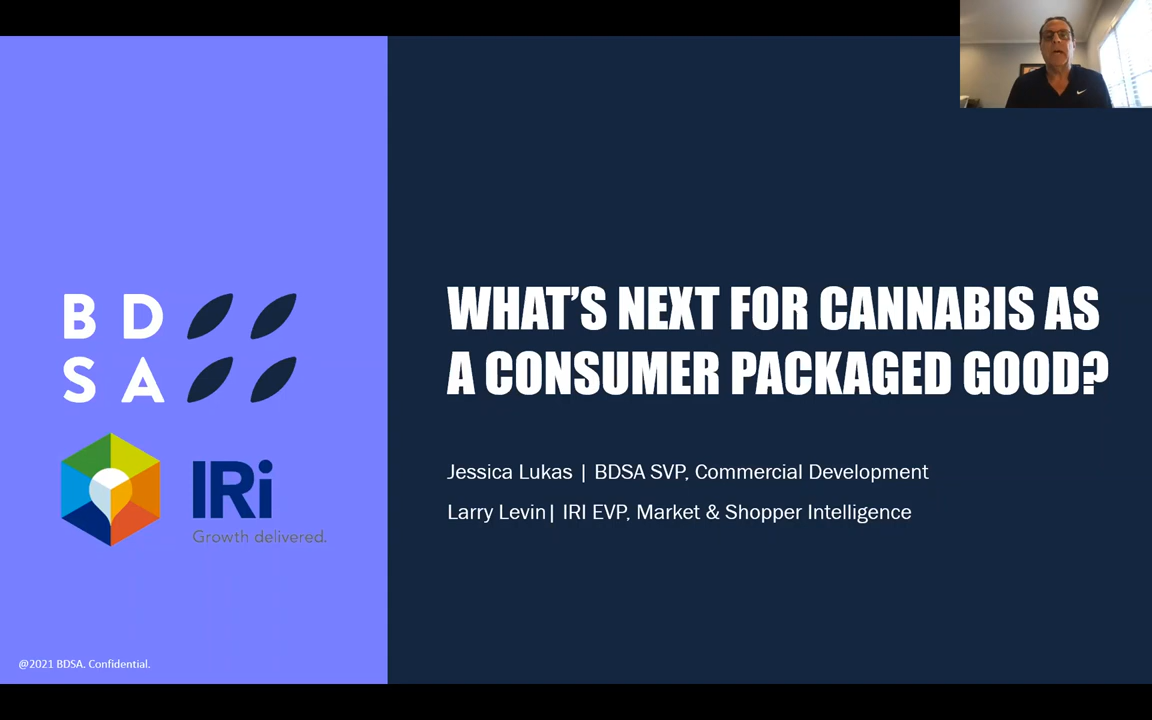 WHAT'S NEXT FOR CANNABIS AS
A CONSUMER PACKAGED GOOD?
Jessica Lukas | BDSA SVP, Commercial Development
Larry Levin| IRI EVP, Market & Shopper Intelligence
B D
S A
IRi
Growth delivered.
@2021 BDSA. Confidential.